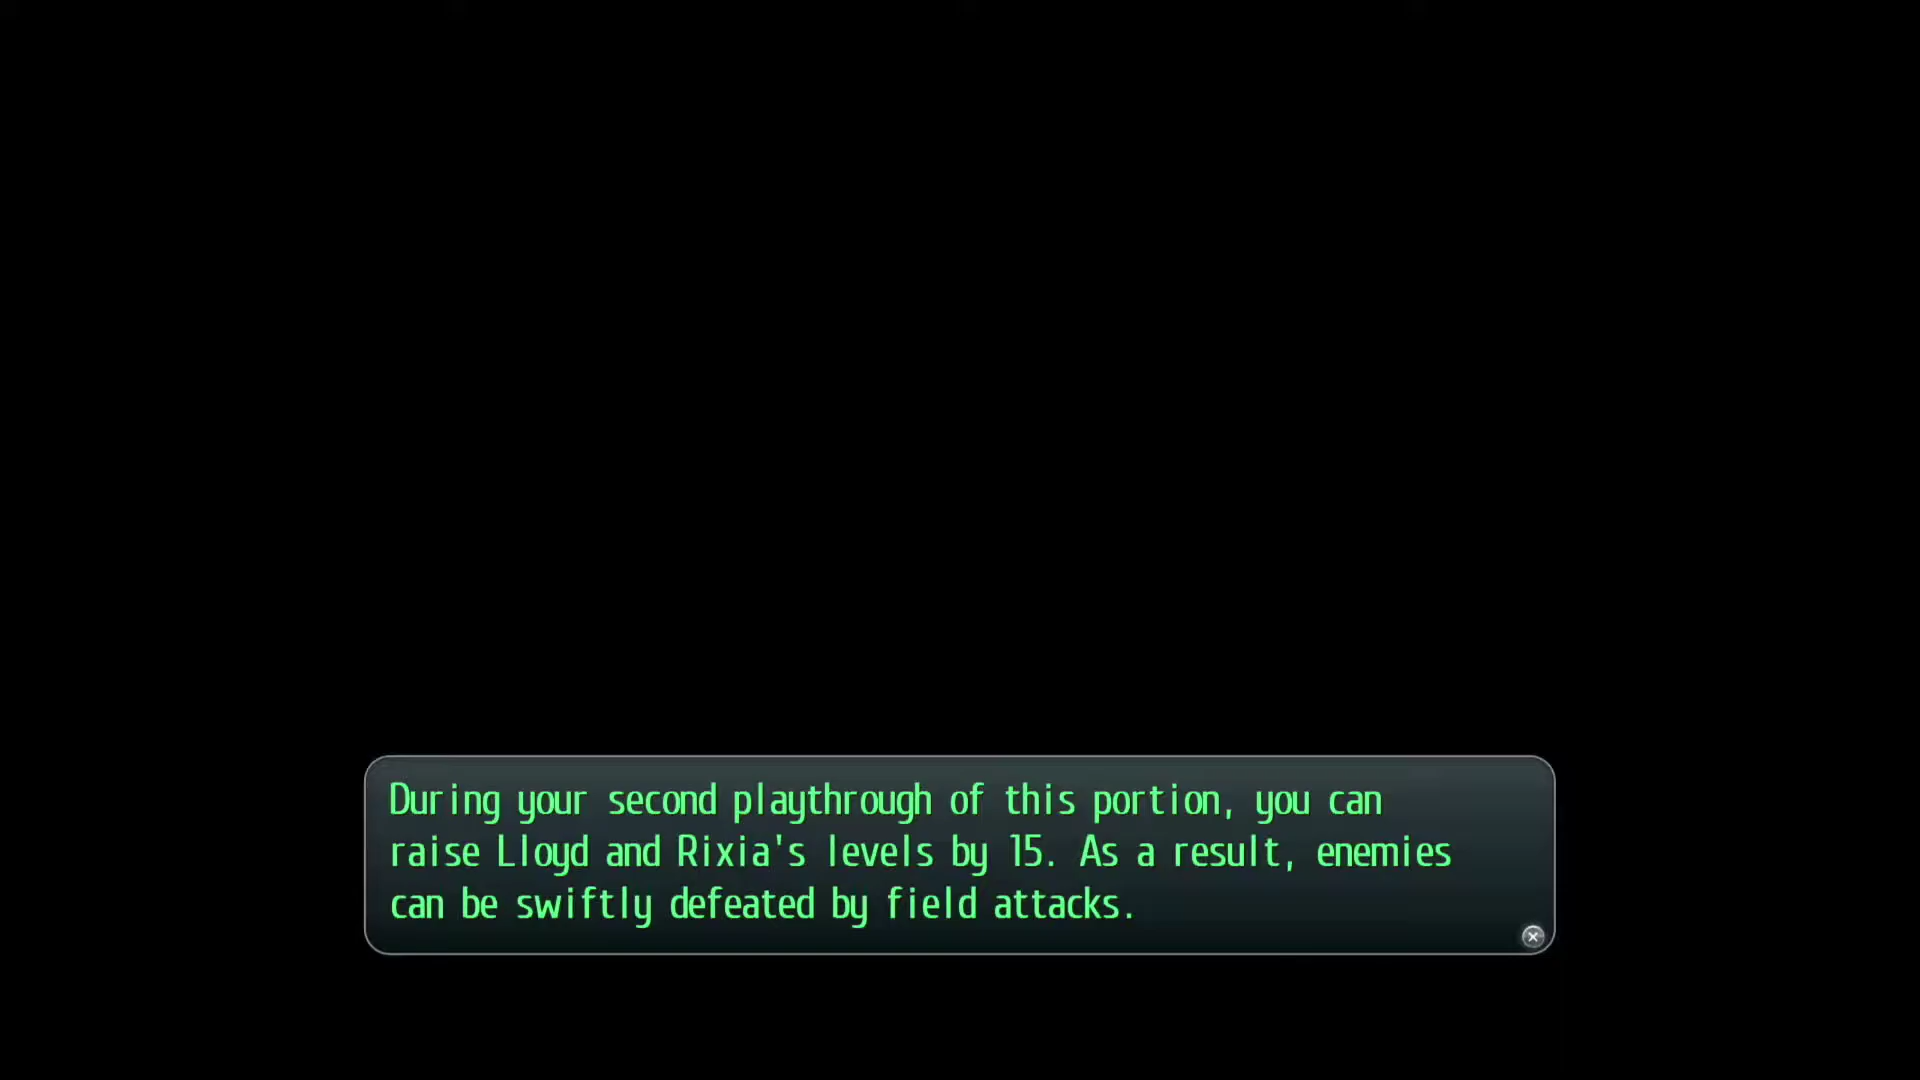 During your second playthrough of this portion, you can
raise Lloyd and Rixia's levels by 15. As a result, enemies
can be swiftly defeated by field attacks.